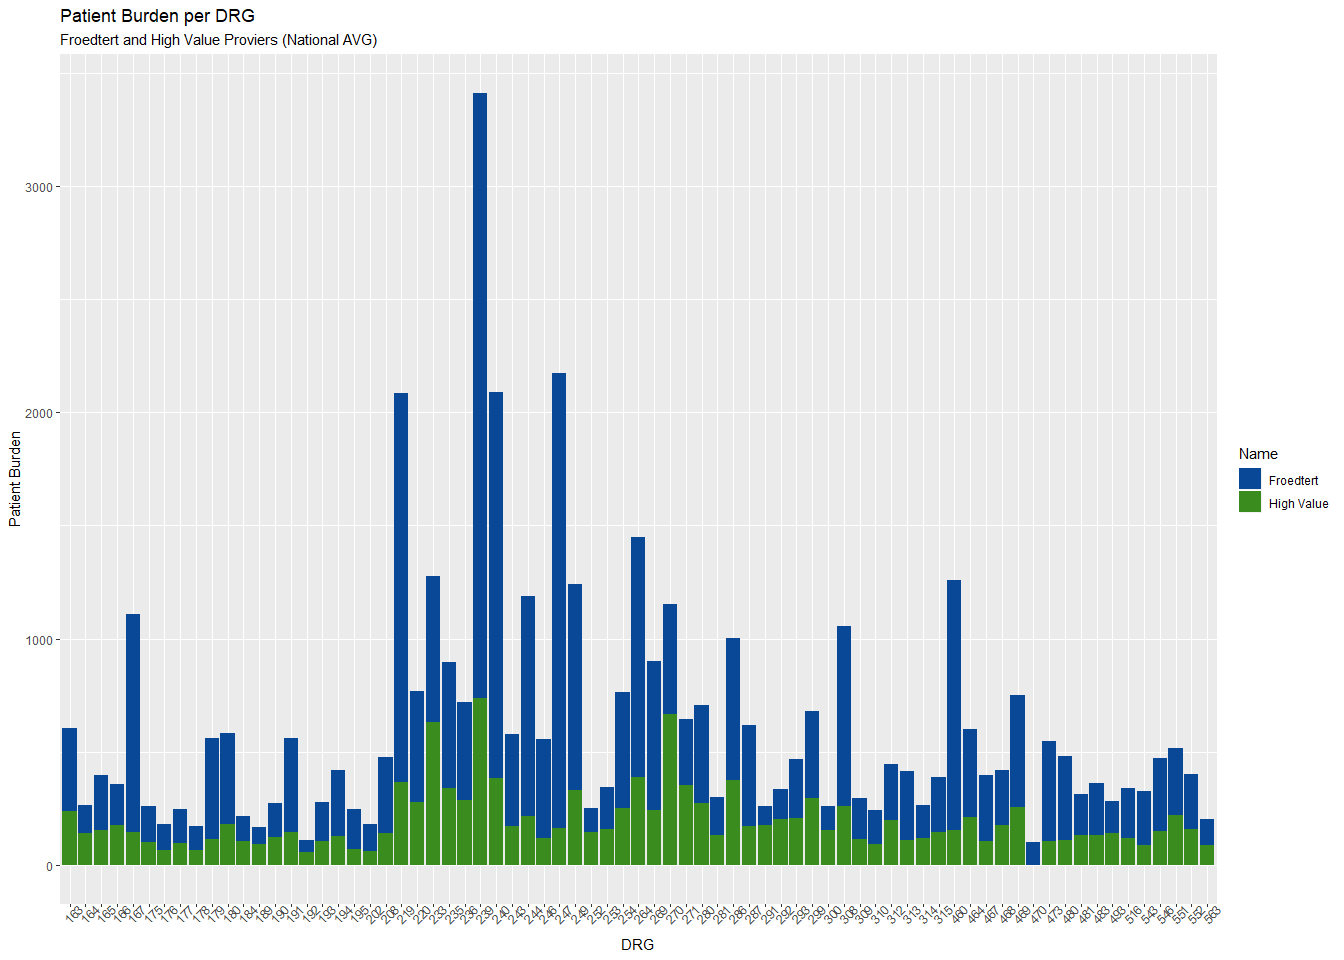 Patient Burden per DRG
Froedtert and High Value Proviers (National AVG)
Patient Burden
3000
2000
1000
0
163 164 165 166 167 175 176 177 178 179 180 184 189 190 191 192 193 194 195 202 208 219 220 233 235 236 239 240 243 244 246 247 249 252 253 254 264 269 270 271 280 281 286 287 291 292 293 299 300 308 309 310 312 313 314 315 460 464 467 468 469 470 473 480 481 483 493 516 543 546 551 552 563
DRG
Name
Froedtert
High Value